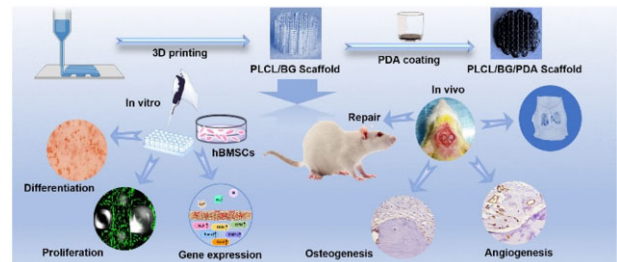 3D printing
PLCL/BG Scaffold
PDA coating
PLCL/BG/PDA Scaffold
In vitro
In vivo
Repair
hBMSCs
Differentiation
Proliferation
Gene expression
Osteogenesis
Angiogenesis